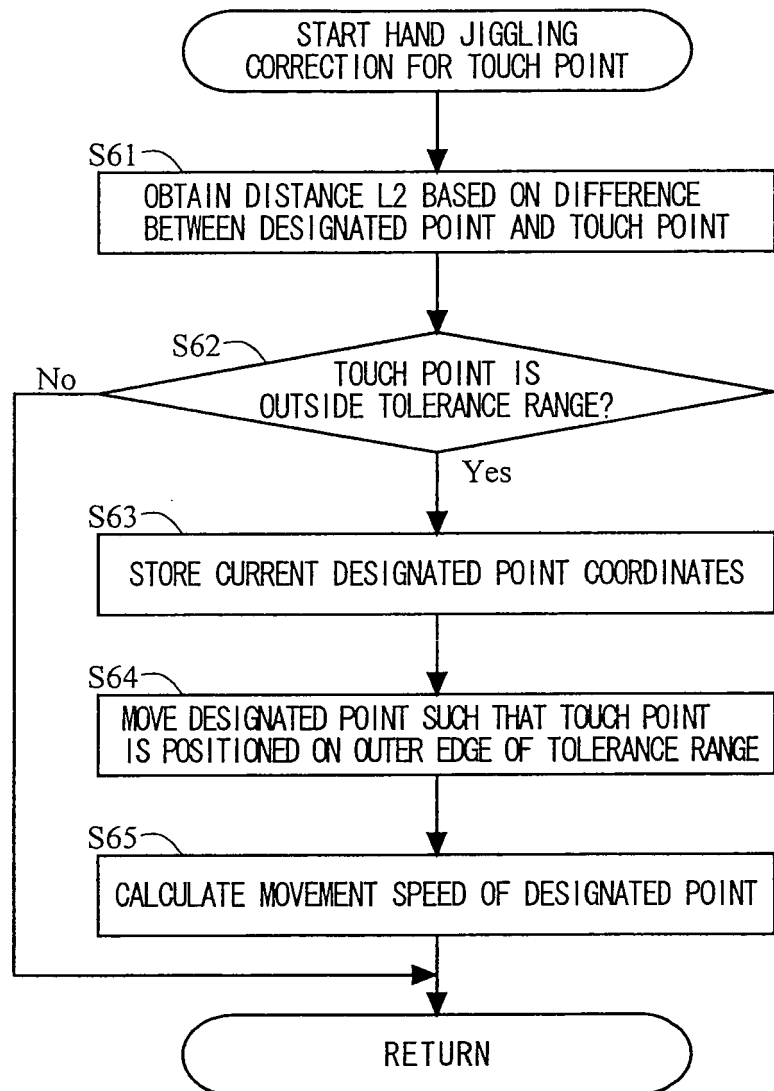 START HAND JIGGLING
CORRECTION FOR TOUCH POINT
S61
OBTAIN DISTANCE L2 BASED ON DIFFERENCE
BETWEEN DESIGNATED POINT AND TOUCH POINT
S62
No
TOUCH POINT IS
OUTSIDE TOLERANCE RANGE?
Yes
S63
STORE CURRENT DESIGNATED POINT COORDINATES
S64
MOVE DESIGNATED POINT SUCH THAT TOUCH POINT
IS POSITIONED ON OUTER EDGE OF TOLERANCE RANGE
S65
CALCULATE MOVEMENT SPEED OF DESIGNATED POINT
RETURN